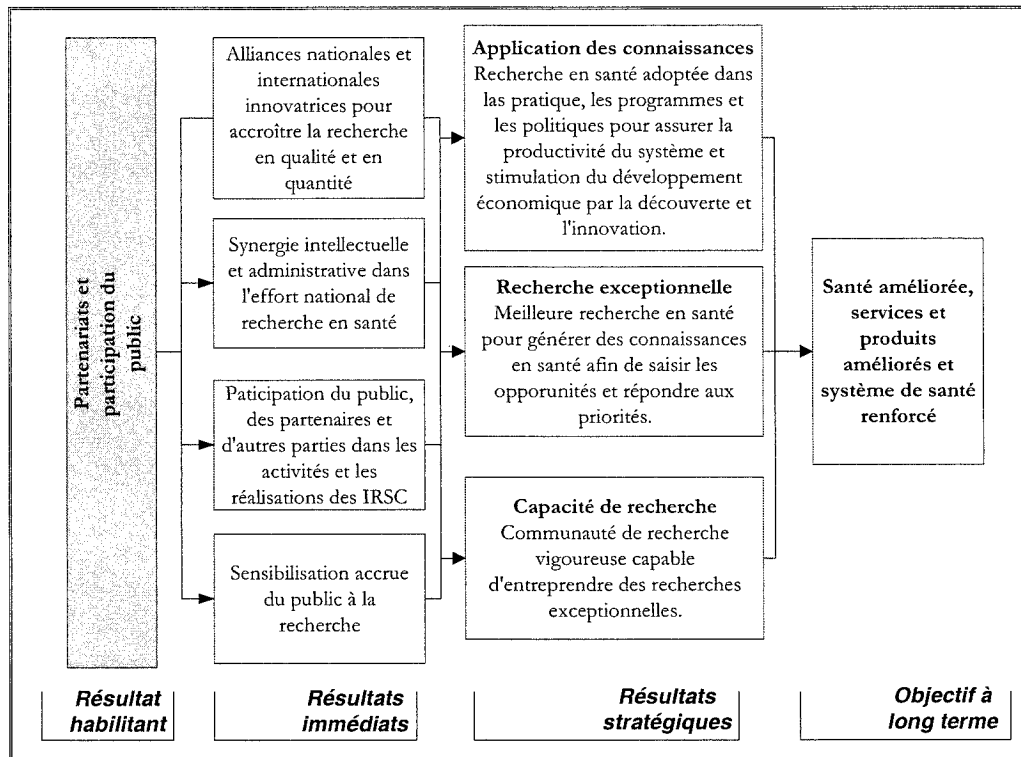 Partenariats et
participation du
public
Alliances nationales et
internationales
innovatrices pour
accroître la recherche
en qualité et en
quantité
Synergie intellectuelle
et administrative dans
l'effort national de
recherche en santé
Paticipation du public,
des partenaires et
d'autres parties dans les
activités et les
réalisations des IRSC
Sensibilisation accrue
du public à la
recherche
Application des connaissances
Recherche en santé adoptée dans
las pratique, les programmes et
les politiques pour assurer la
productivité du système et
stimulation du développement
économique par la découverte et
l'innovation.
Recherche exceptionnelle
Meilleure recherche en santé
pour générer des connaissances
en santé afin de saisir les
opporunités et répondre aux
priorités.
Capacité de recherche
Communauté de recherche
vigoureuse capable
d'entreprendre des recherches
exceptionnelles.
Santé améliorée,
services et
produits
améliorés et
système de santé
renforcé
Résultat
habilitant
Résultats
immédiats
Résultats
stratégiques
Objectif à
long terme